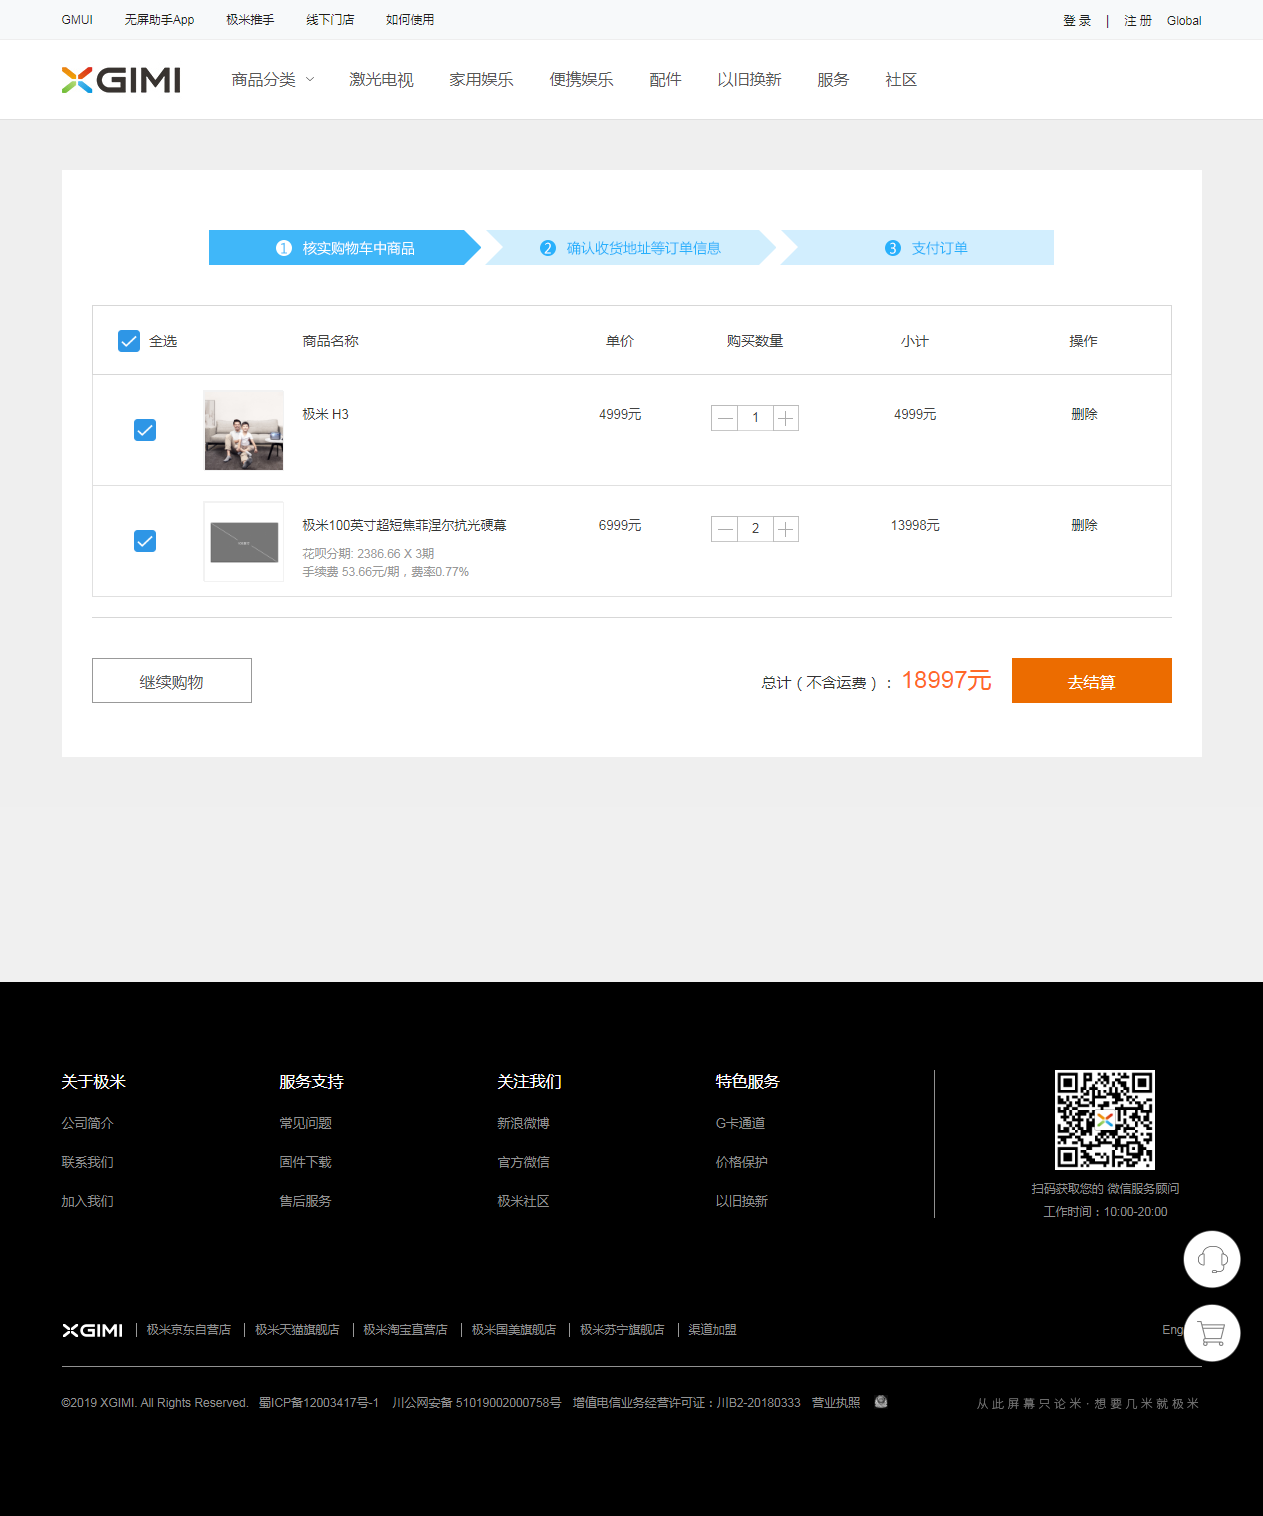 GMUI 无屏助手App 极米推手 线下门店 如何使用 登 录 | 注 册 Global
XGIMI 商品分类 激光电视 家用娱乐 便携娱乐 配件 以旧换新 服务 社区
1 核实购物车中商品 2 确认收货地址等订单信息 3 支付订单
全选 商品名称 单价 购买数量 小计 操作
极米 H3 4999元 1 4999元 删除
极米100英寸超短焦菲涅尔抗光硬幕 6999元 2 13998元 删除
花呗分期: 2386.66 X 3期
手续费 53.66元/期，费率0.77%
继续购物 总计（不含运费）： 18997元 去结算
关于极米 服务支持 关注我们 特色服务
公司简介 常见问题 新浪微博 G卡通道
联系我们 固件下载 官方微信 价格保护
加入我们 售后服务 极米社区 以旧换新
扫码获取您的 微信服务顾问
工作时间：10:00-20:00
XGIMI 极米京东自营店 极米天猫旗舰店 极米淘宝直营店 极米国美旗舰店 极米苏宁旗舰店 渠道加盟 Eng
©2019 XGIMI. All Rights Reserved. 蜀ICP备12003417号-1 川公网安备 51019002000758号 增值电信业务经营许可证：川B2-20180333 营业执照 从此屏幕只论米·想要几米就极米